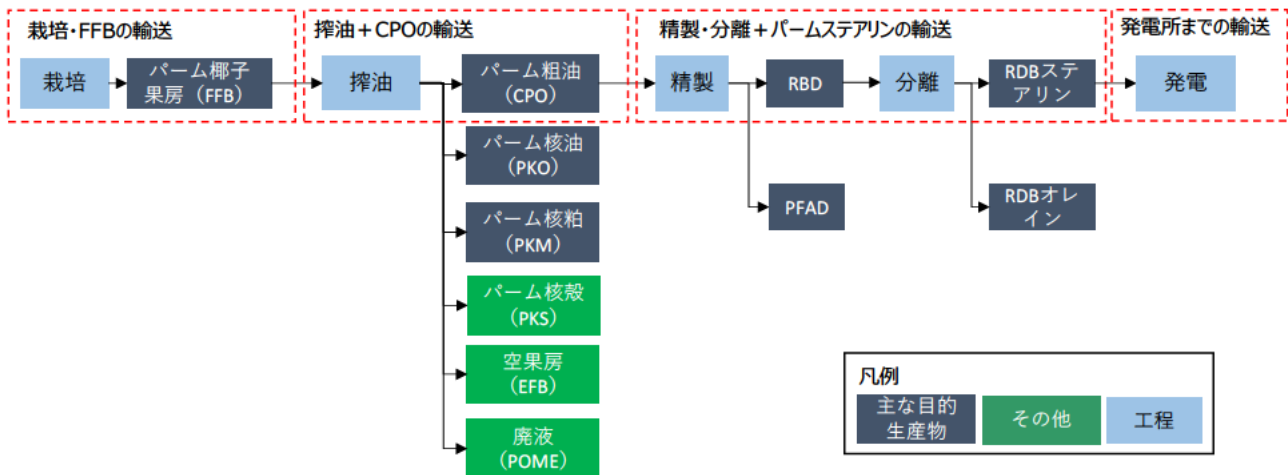 栽培・FFBの輸送
搾油＋CPOの輸送
精製・分離＋パームステアリンの輸送
発電所までの輸送
栽培
パーム椰子
果房（FFB）
搾油
パーム粗油
（CPO）
精製
RBD
分離
RDBステ
アリン
発電
パーム核油
（PKO）
パーム核粕
（PKM）
PFAD
RDBオレ
イン
パーム核殻
（PKS）
空果房
（EFB）
廃液
（POME）
凡例
主な目的
生産物
その他
工程